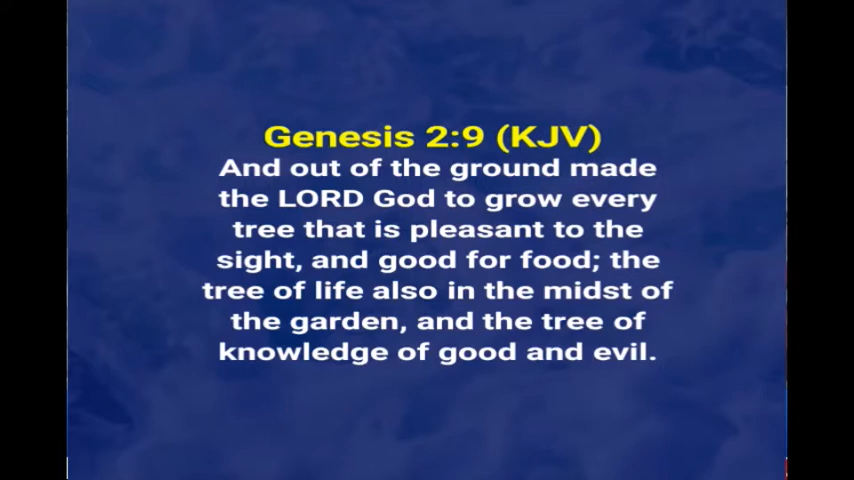 Genesis 2:9 (KJV)
And out of the ground made
the LORD God to grow every
tree that is pleasant to the
sight, and good for food; the
tree of life also in the midst of
the garden, and the tree of
knowledge of good and evil.